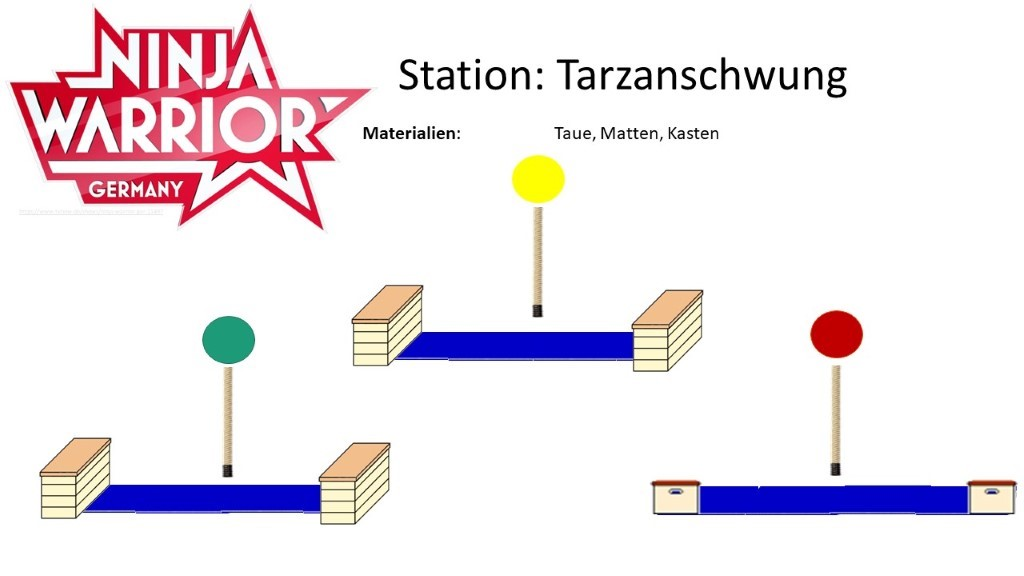 NINJA
WARRIOR
GERMANY
Station: Tarzanschwung
Materialien: Taue, Matten, Kasten